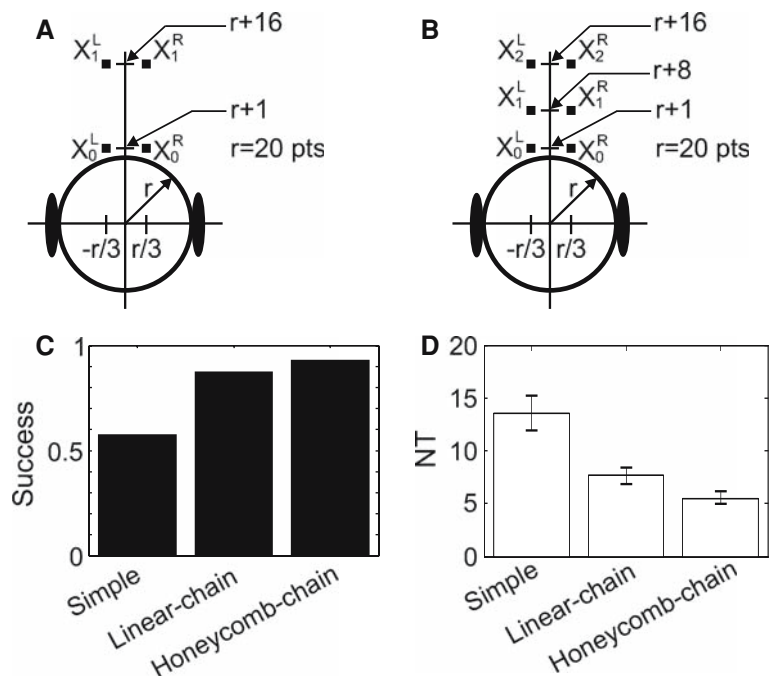 A
X₁ᴸ X₁ᴿ
r+16
r+1
X₀ᴸ X₀ᴿ
r=20 pts
r
-r/3 r/3
B
X₂ᴸ X₂ᴿ
r+16
r+8
X₁ᴸ X₁ᴿ
r+1
X₀ᴸ X₀ᴿ
r=20 pts
r
-r/3 r/3
C
Success
1
0.5
0
Simple
Linear-chain
Honeycomb-chain
D
NT
20
15
10
5
0
Simple
Linear-chain
Honeycomb-chain